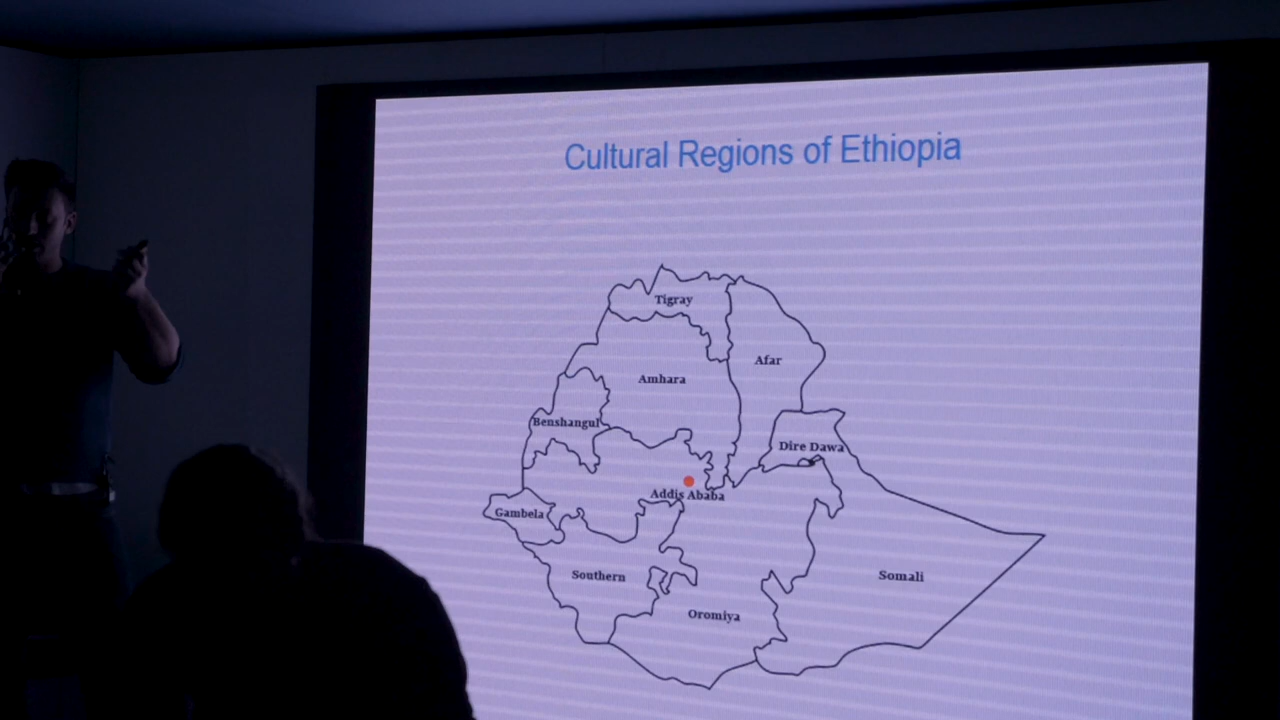 Cultural Regions of Ethiopia
Tigray
Afar
Amhara
Benshangul
Dire Dawa
Addis Ababa
Gambela
Southern
Somali
Oromiya